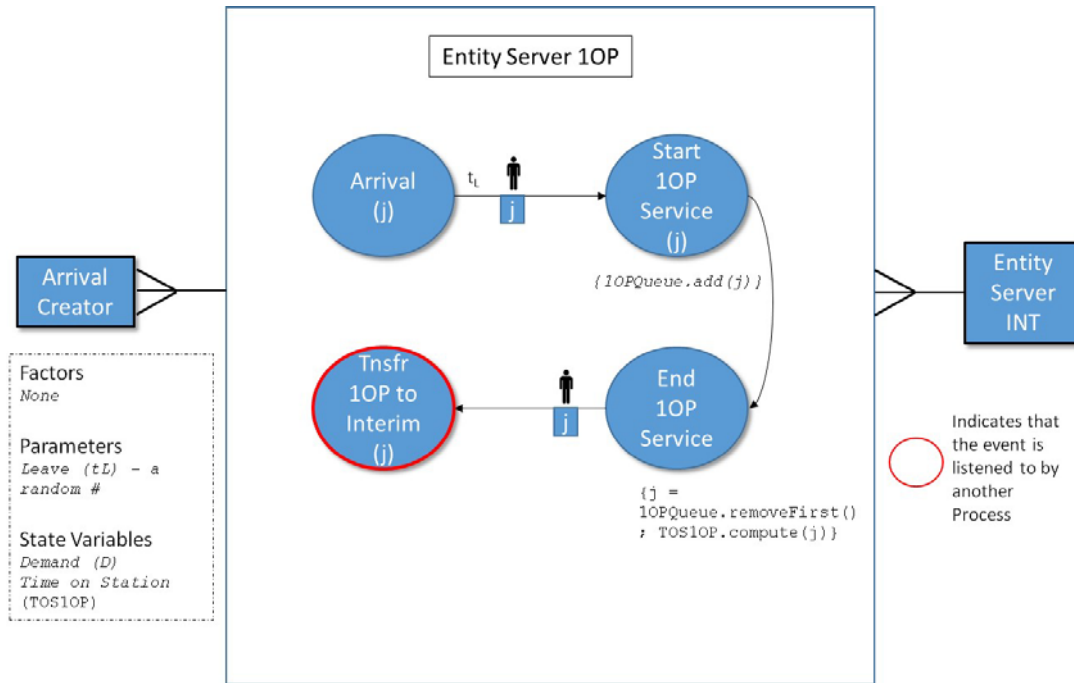 Entity Server 1OP
Arrival
(j)
t_L
j
Start
1OP
Service
(j)
{1OPQueue.add(j)}
End
1OP
Service
{j =
1OPQueue.removeFirst()
; TOS1OP.compute(j)}
j
Tnsfr
1OP to
Interim
(j)
Arrival
Creator
Factors
None
Parameters
Leave (tL) – a
random #
State Variables
Demand (D)
Time on Station
(TOS1OP)
Entity
Server
INT
Indicates that
the event is
listened to by
another
Process